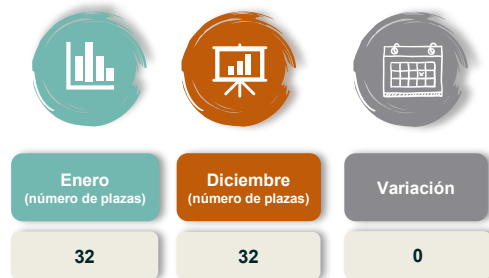 Enero
(número de plazas)
Diciembre
(número de plazas)
Variación
32
32
0